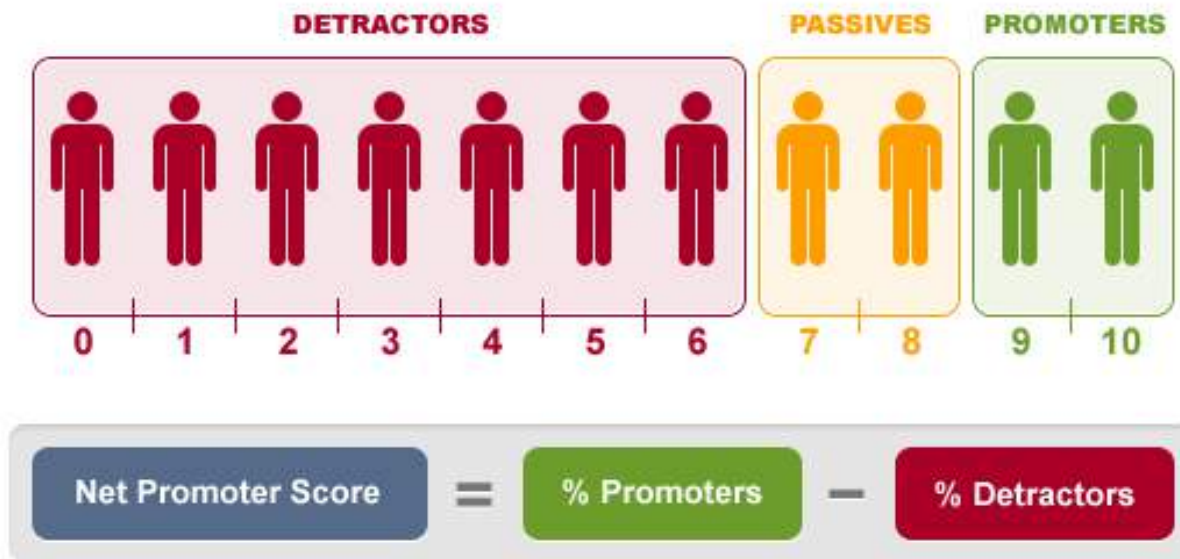 DETRACTORS PASSIVES PROMOTERS
0 1 2 3 4 5 6 7 8 9 10
Net Promoter Score = % Promoters – % Detractors